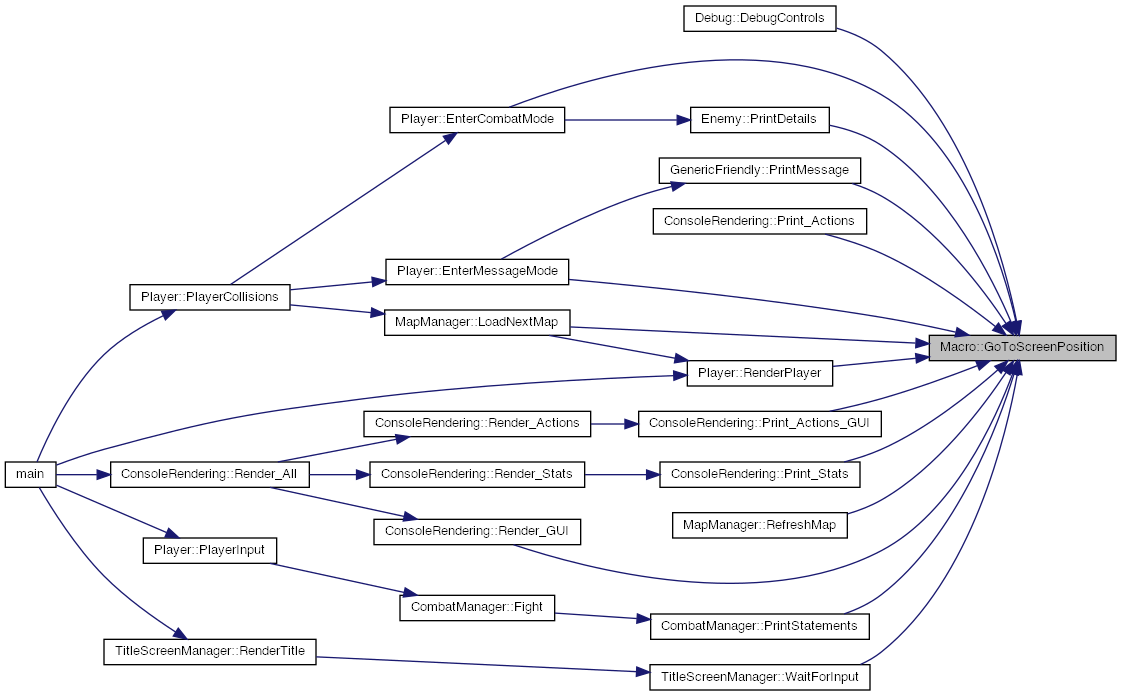 Debug::DebugControls
Player::EnterCombatMode
Enemy::PrintDetails
GenericFriendly::PrintMessage
ConsoleRendering::Print_Actions
Player::EnterMessageMode
Player::PlayerCollisions
MapManager::LoadNextMap
Macro::GoToScreenPosition
Player::RenderPlayer
ConsoleRendering::Render_Actions
ConsoleRendering::Print_Actions_GUI
main
ConsoleRendering::Render_All
ConsoleRendering::Render_Stats
ConsoleRendering::Print_Stats
MapManager::RefreshMap
ConsoleRendering::Render_GUI
Player::PlayerInput
CombatManager::Fight
CombatManager::PrintStatements
TitleScreenManager::RenderTitle
TitleScreenManager::WaitForInput